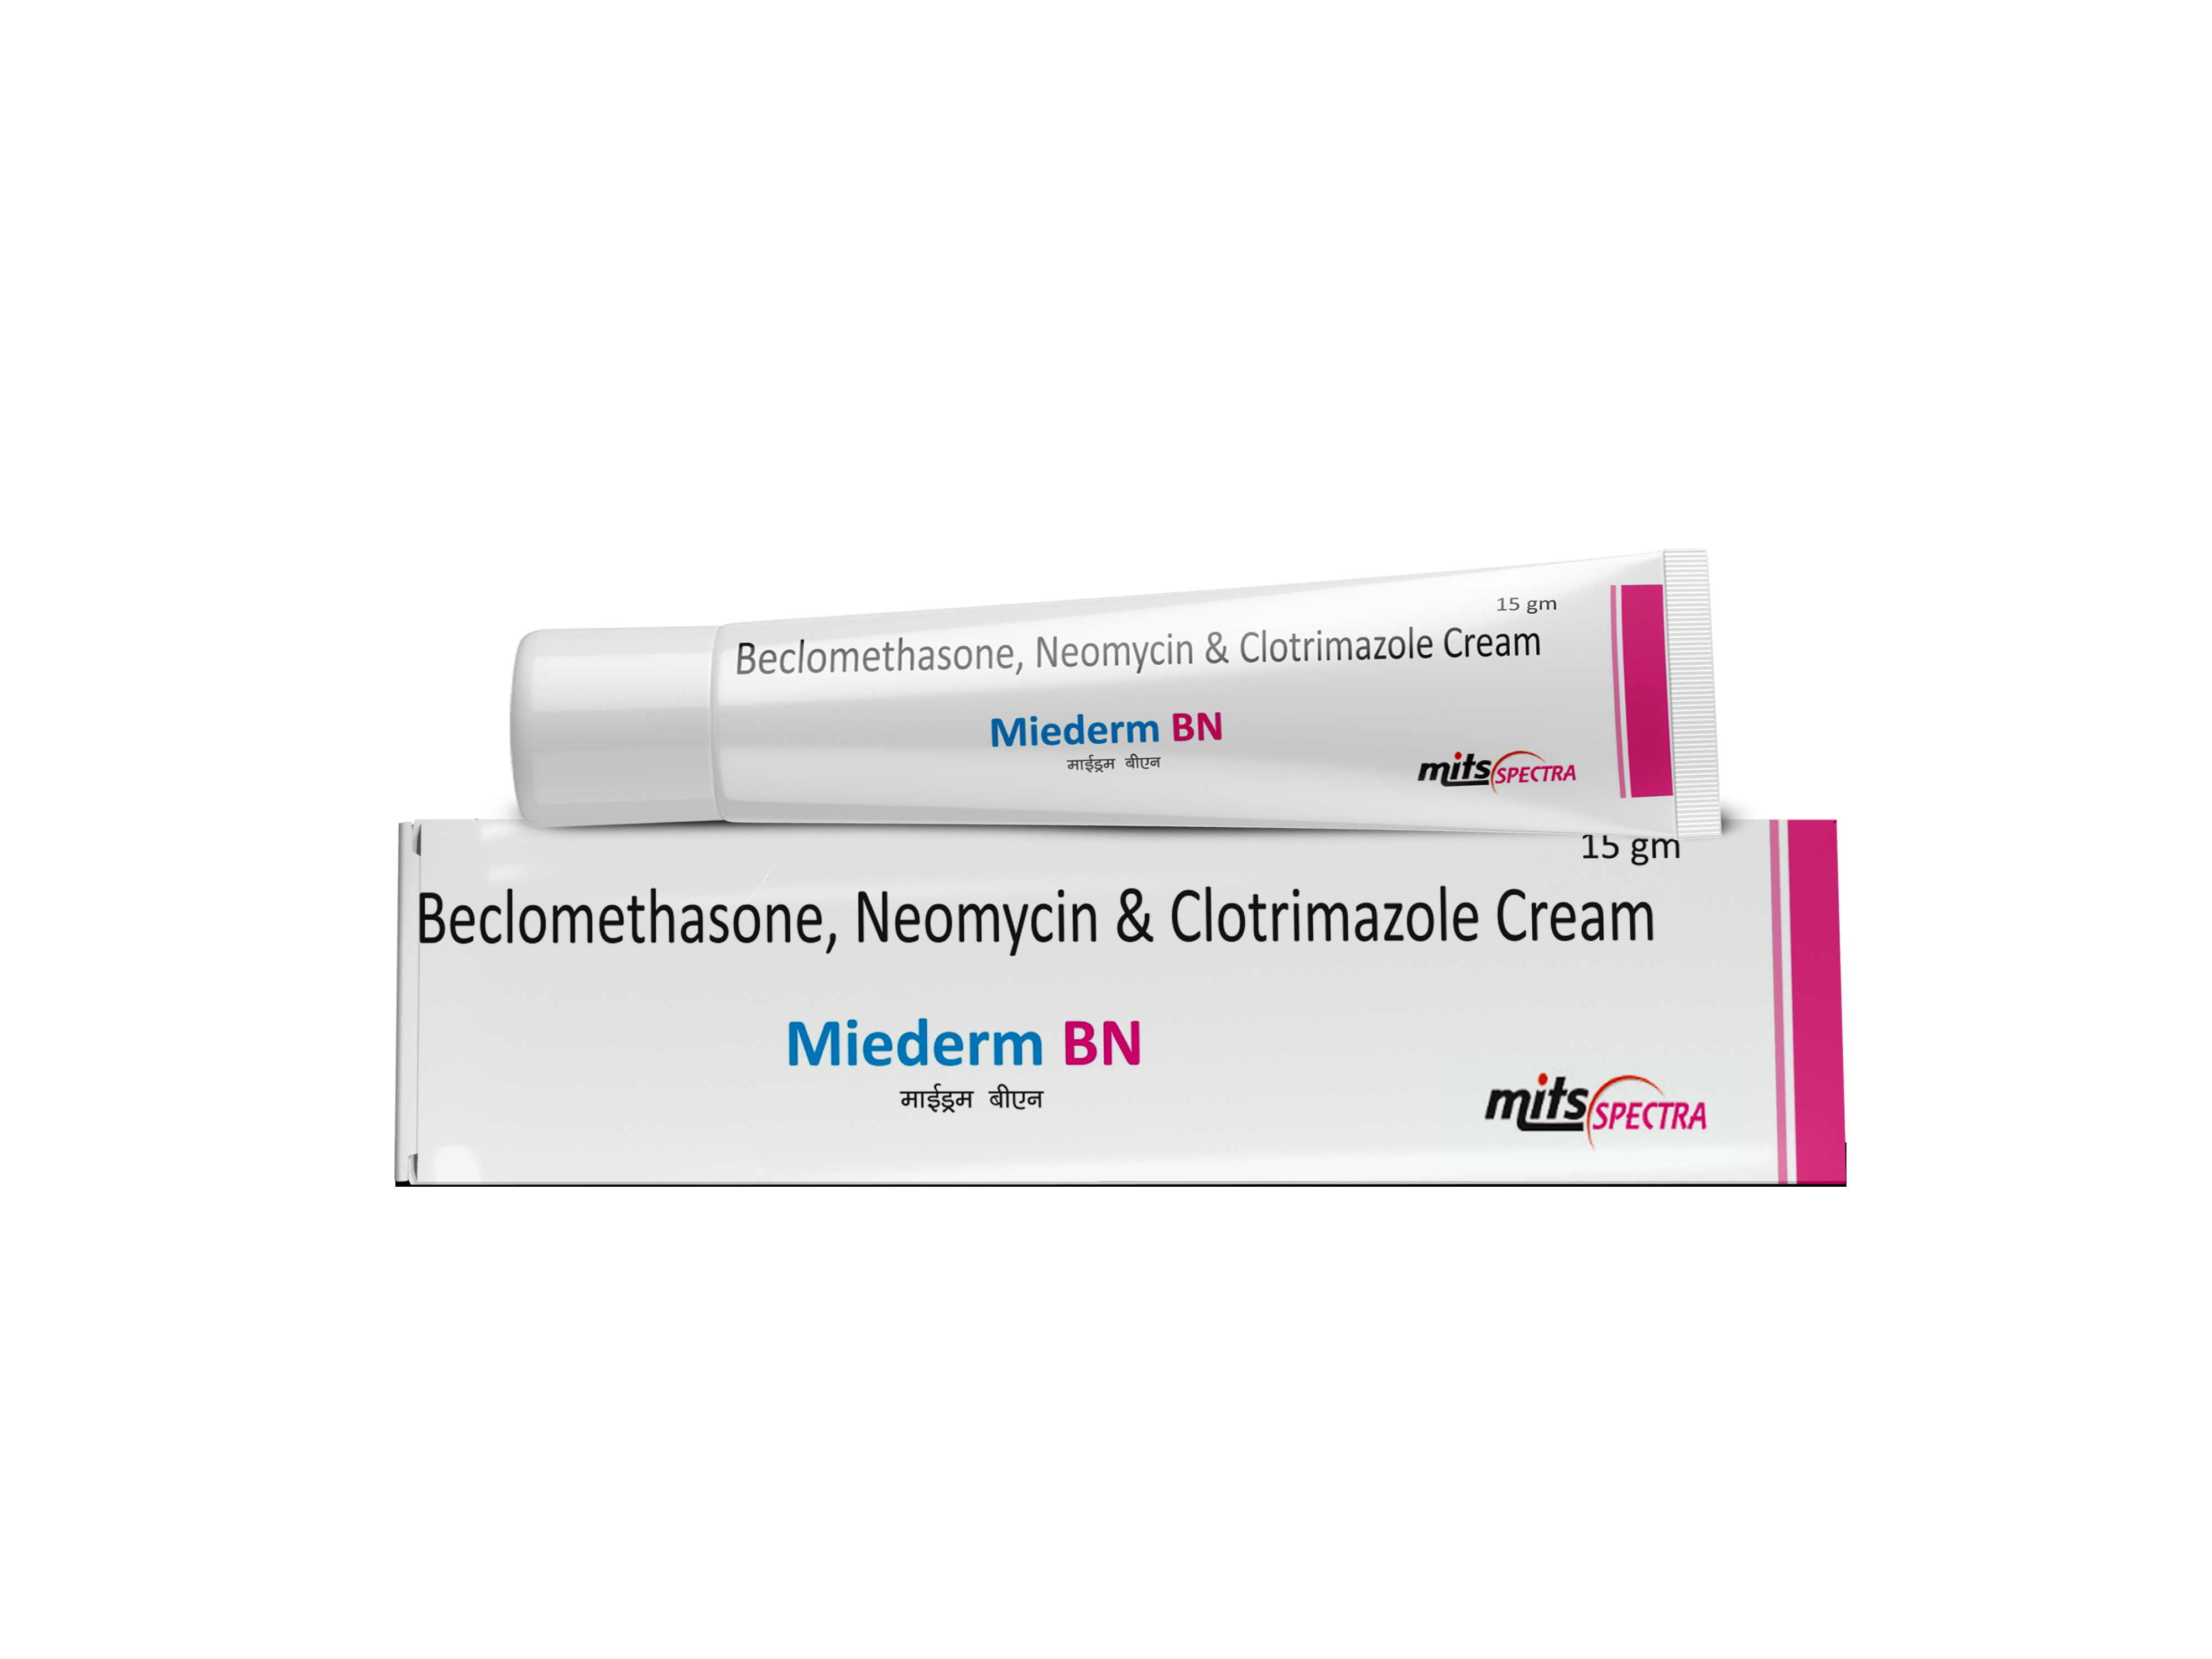 15 gm
Beclomethasone, Neomycin & Clotrimazole Cream
Miederm BN
माईड्रम बीएन
mits SPECTRA
15 gm
Beclomethasone, Neomycin & Clotrimazole Cream
Miederm BN
माईड्रम बीएन
mits SPECTRA